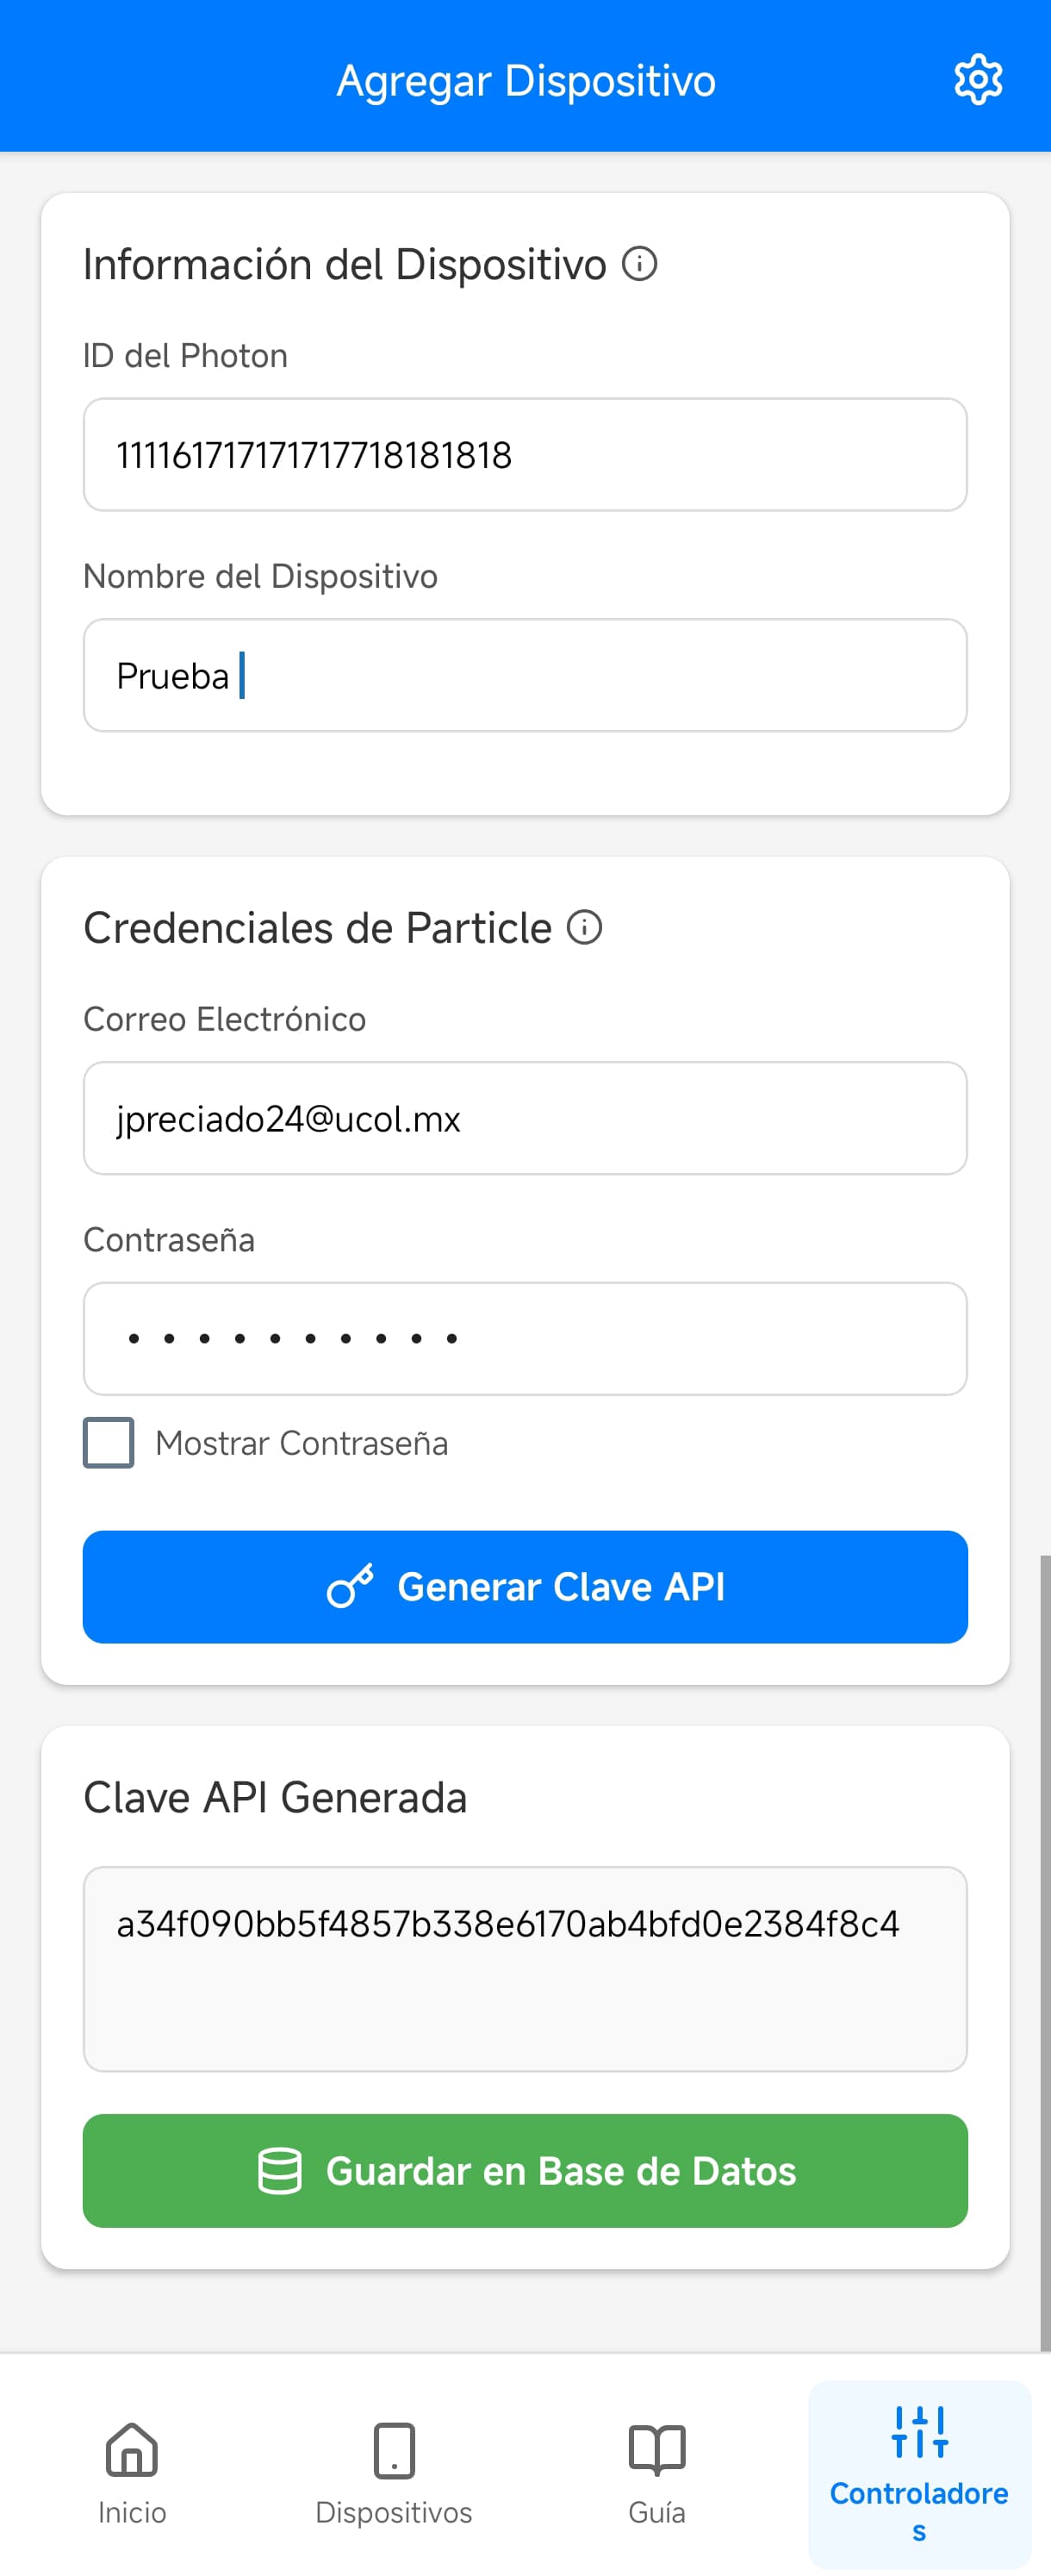 Agregar Dispositivo
Información del Dispositivo
ID del Photon
111161717171717718181818
Nombre del Dispositivo
Prueba
Credenciales de Particle
Correo Electrónico
jpreciado24@ucol.mx
Contraseña
Mostrar Contraseña
Generar Clave API
Clave API Generada
a34f090bb5f4857b338e6170ab4bfd0e2384f8c4
Guardar en Base de Datos
Inicio
Dispositivos
Guía
Controladore
s